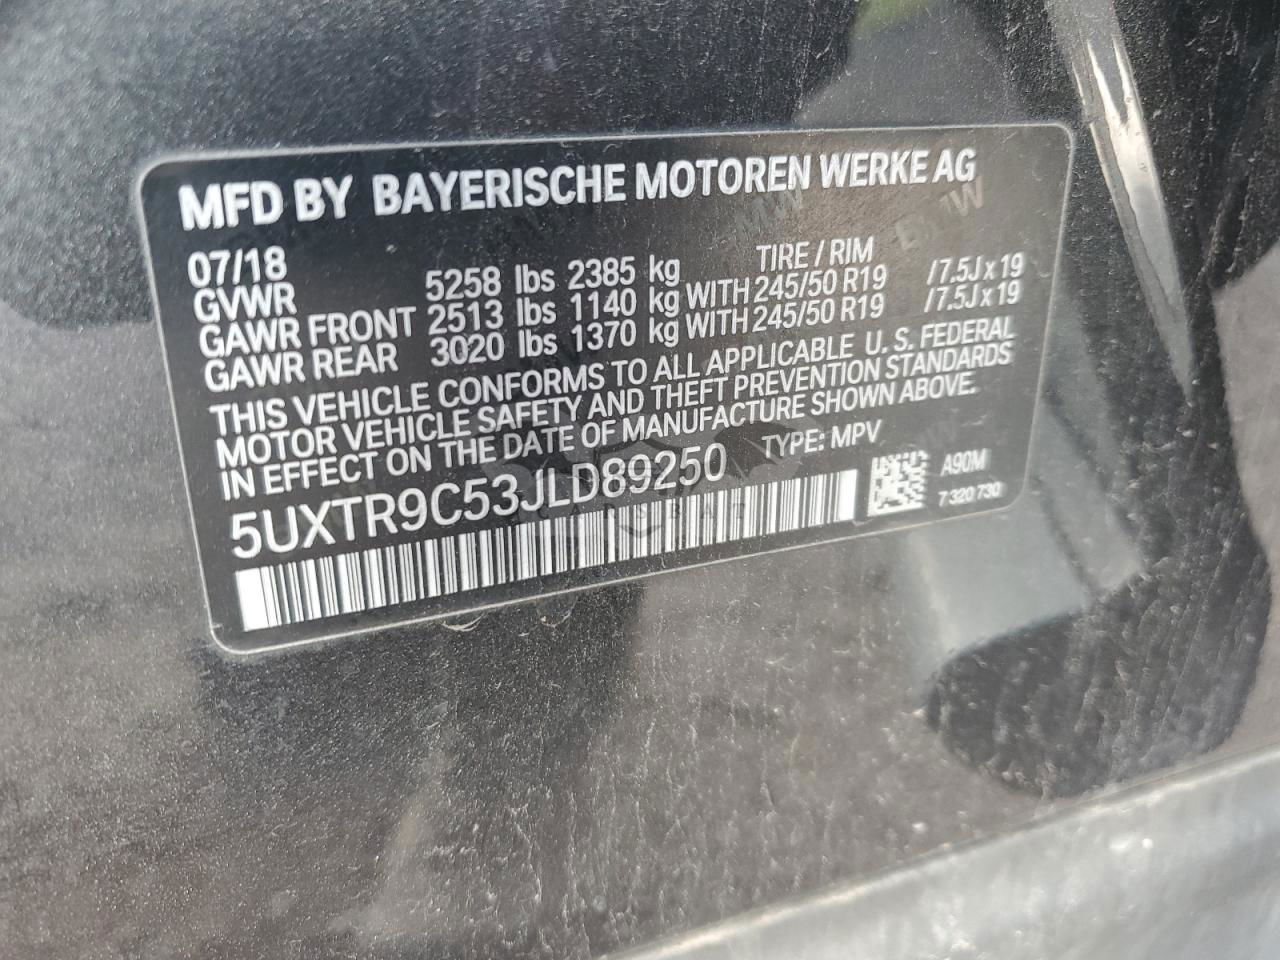 MFD BY BAYERISCHE MOTOREN WERKE AG
07/18 TIRE / RIM
GVWR 5258 lbs 2385 kg
GAWR FRONT 2513 lbs 1140 kg WITH 245/50 R19 /7.5J x 19
GAWR REAR 3020 lbs 1370 kg WITH 245/50 R19 /7.5J x 19
THIS VEHICLE CONFORMS TO ALL APPLICABLE U. S. FEDERAL
MOTOR VEHICLE SAFETY AND THEFT PREVENTION STANDARDS
IN EFFECT ON THE DATE OF MANUFACTURE SHOWN ABOVE.
5UXTR9C53JLD89250 TYPE: MPV
A90M
7 320 730